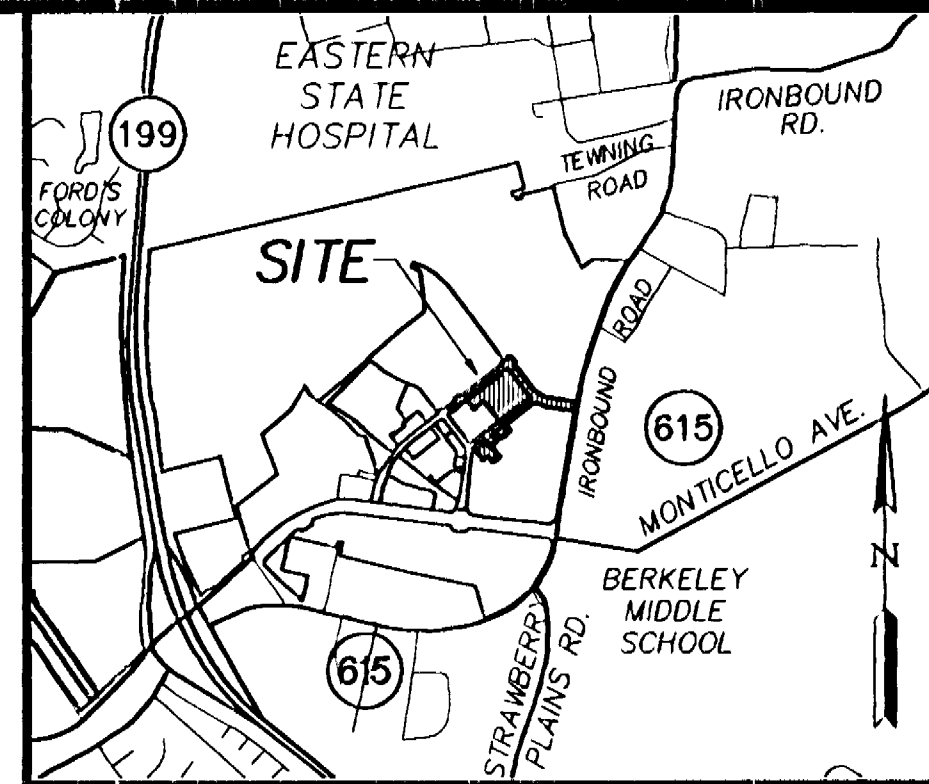 EASTERN
STATE
HOSPITAL
IRONBOUND
RD.
199
TEWNING
ROAD
FORD'S
COLONY
SITE
ROAD
IRONBOUND
615
MONTICELLO AVE.
N
BERKELEY
MIDDLE
SCHOOL
615
STRAWBERRY
PLAINS RD.